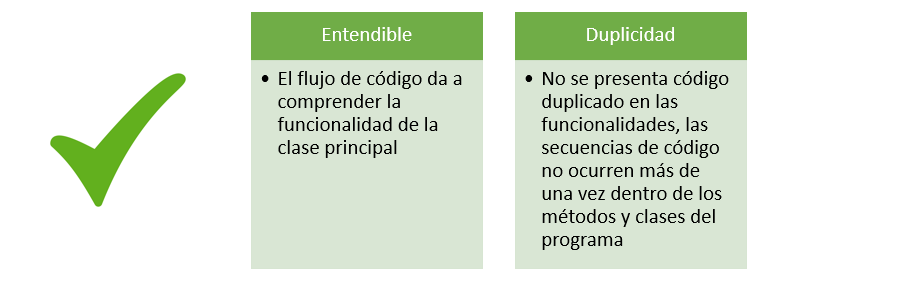 Entendible
• El flujo de código da a
comprender la
funcionalidad de la
clase principal
Duplicidad
• No se presenta código
duplicado en las
funcionalidades, las
secuencias de código
no ocurren más de
una vez dentro de los
métodos y clases del
programa